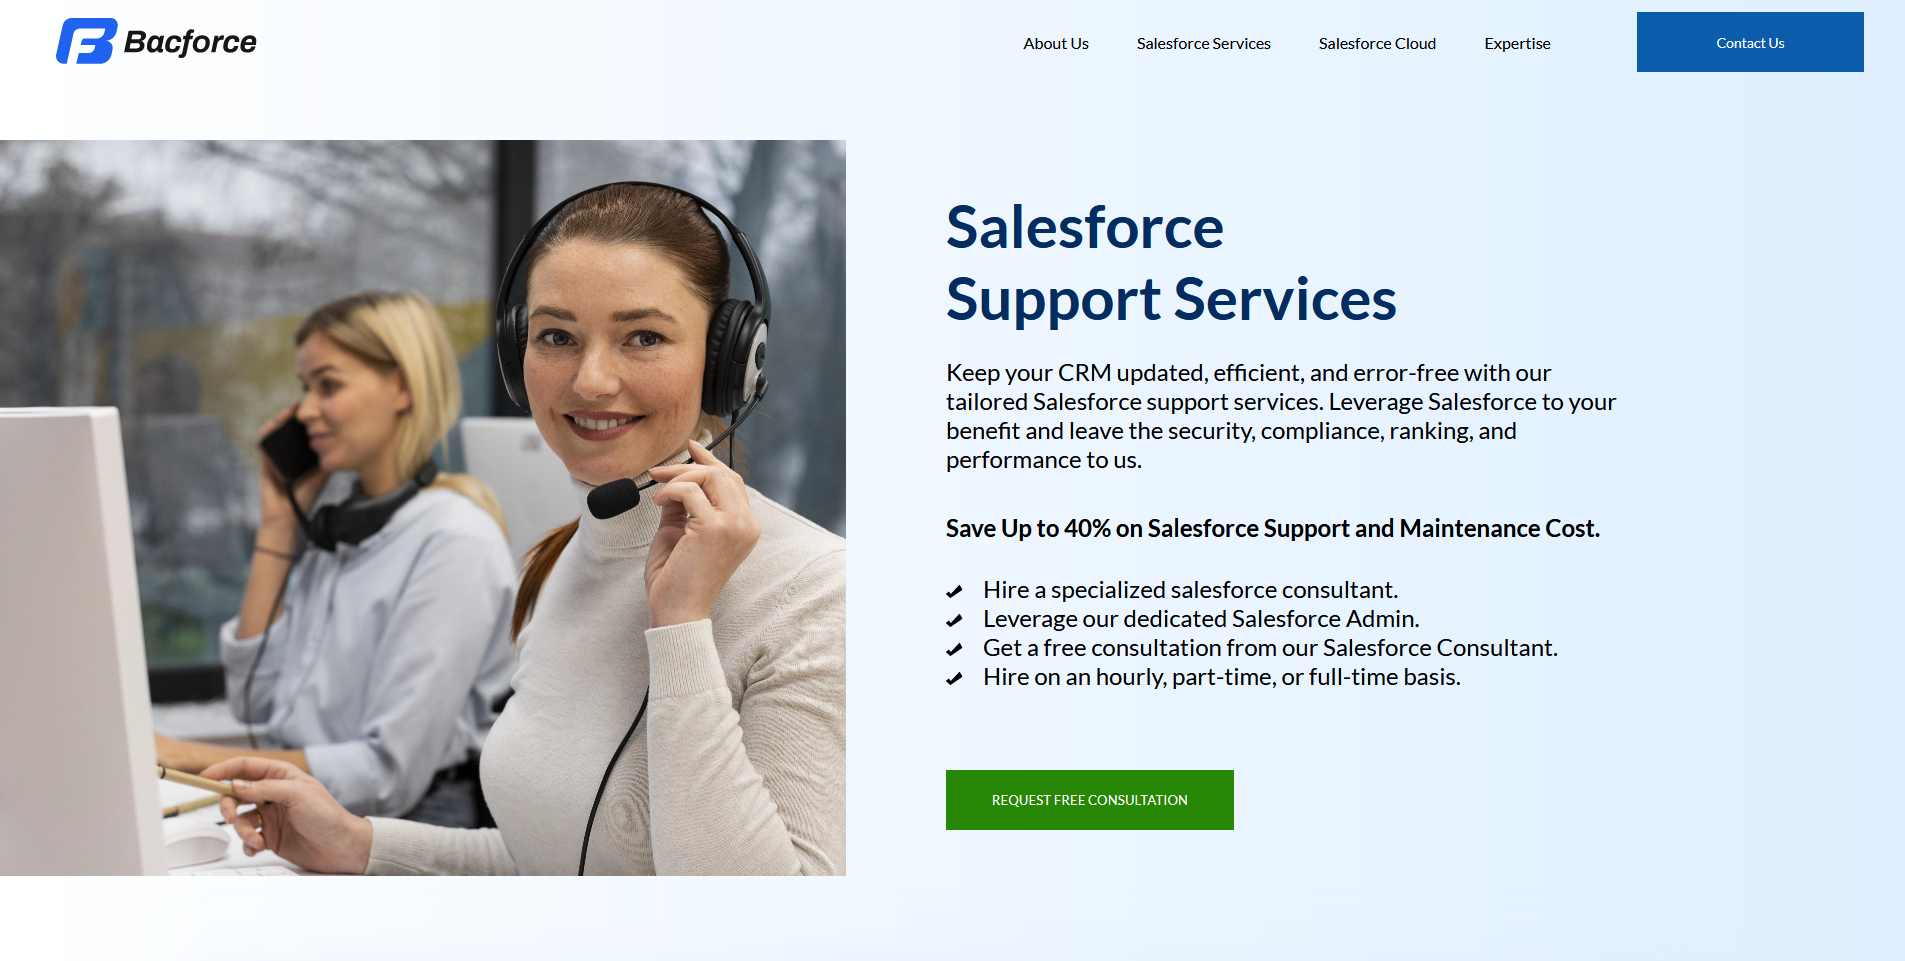 Bacforce
About Us
Salesforce Services
Salesforce Cloud
Expertise
Contact Us
Salesforce
Support Services
Keep your CRM updated, efficient, and error-free with our
tailored Salesforce support services. Leverage Salesforce to your
benefit and leave the security, compliance, ranking, and
performance to us.
Save Up to 40% on Salesforce Support and Maintenance Cost.
Hire a specialized salesforce consultant.
Leverage our dedicated Salesforce Admin.
Get a free consultation from our Salesforce Consultant.
Hire on an hourly, part-time, or full-time basis.
REQUEST FREE CONSULTATION